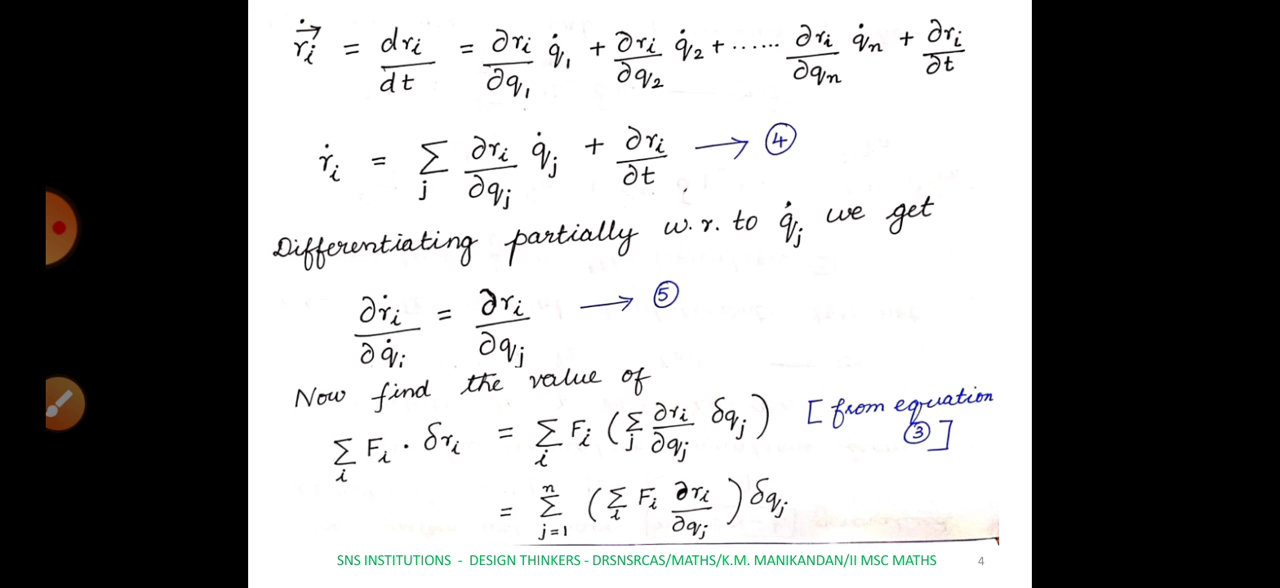 ṙ⃗ᵢ = drᵢ/dt = ∂rᵢ/∂q₁ q̇₁ + ∂rᵢ/∂q₂ q̇₂ + ...... ∂rᵢ/∂qn q̇n + ∂rᵢ/∂t
ṙᵢ = Σj ∂rᵢ/∂qj q̇j + ∂rᵢ/∂t → ④
Differentiating partially w.r. to q̇j we get
∂ṙᵢ/∂q̇ᵢ = ∂rᵢ/∂qj → ⑤
Now find the value of
Σᵢ Fᵢ · δrᵢ = Σᵢ Fᵢ (Σj ∂rᵢ/∂qj δqj) [from equation ③]
= Σⁿj=1 (Σᵢ Fᵢ ∂rᵢ/∂qj) δqj
SNS INSTITUTIONS - DESIGN THINKERS - DRSNSRCAS/MATHS/K.M. MANIKANDAN/II MSC MATHS 4